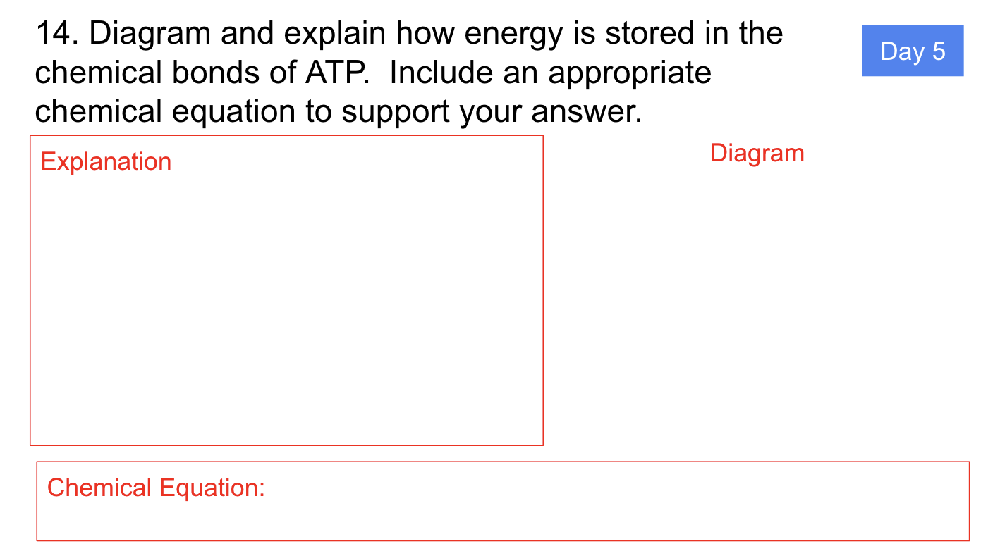 14. Diagram and explain how energy is stored in the
chemical bonds of ATP.  Include an appropriate
chemical equation to support your answer.
Day 5
Explanation
Diagram
Chemical Equation: